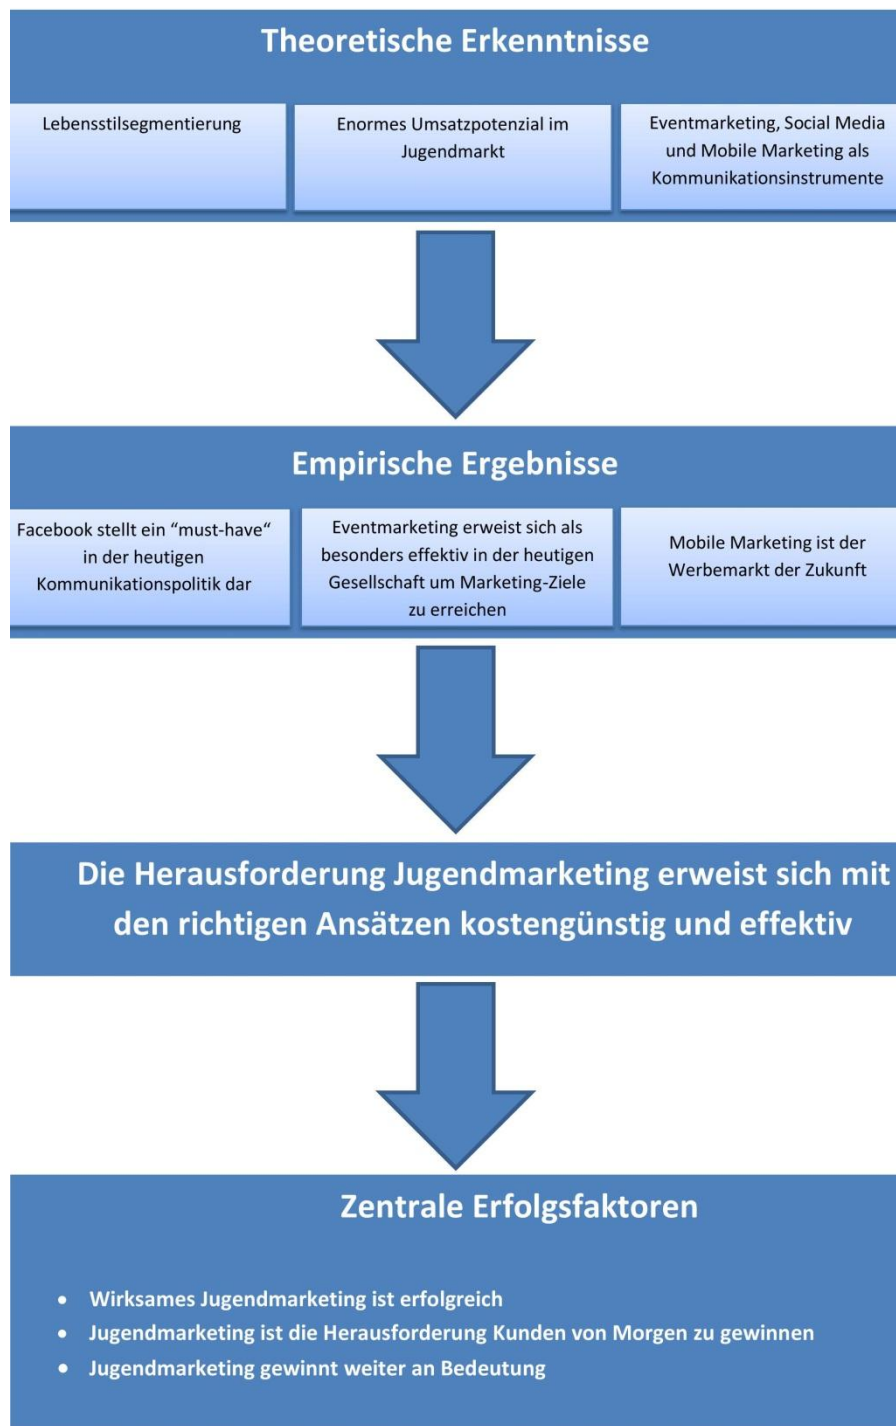 Theoretische Erkenntnisse
Lebensstilsegmentierung
Enormes Umsatzpotenzial im
Jugendmarkt
Eventmarketing, Social Media
und Mobile Marketing als
Kommunikationsinstrumente
Empirische Ergebnisse
Facebook stellt ein “must-have“
in der heutigen
Kommunikationspolitik dar
Eventmarketing erweist sich als
besonders effektiv in der heutigen
Gesellschaft um Marketing-Ziele
zu erreichen
Mobile Marketing ist der
Werbemarkt der Zukunft
Die Herausforderung Jugendmarketing erweist sich mit
den richtigen Ansätzen kostengünstig und effektiv
Zentrale Erfolgsfaktoren
• Wirksames Jugendmarketing ist erfolgreich
• Jugendmarketing ist die Herausforderung Kunden von Morgen zu gewinnen
• Jugendmarketing gewinnt weiter an Bedeutung